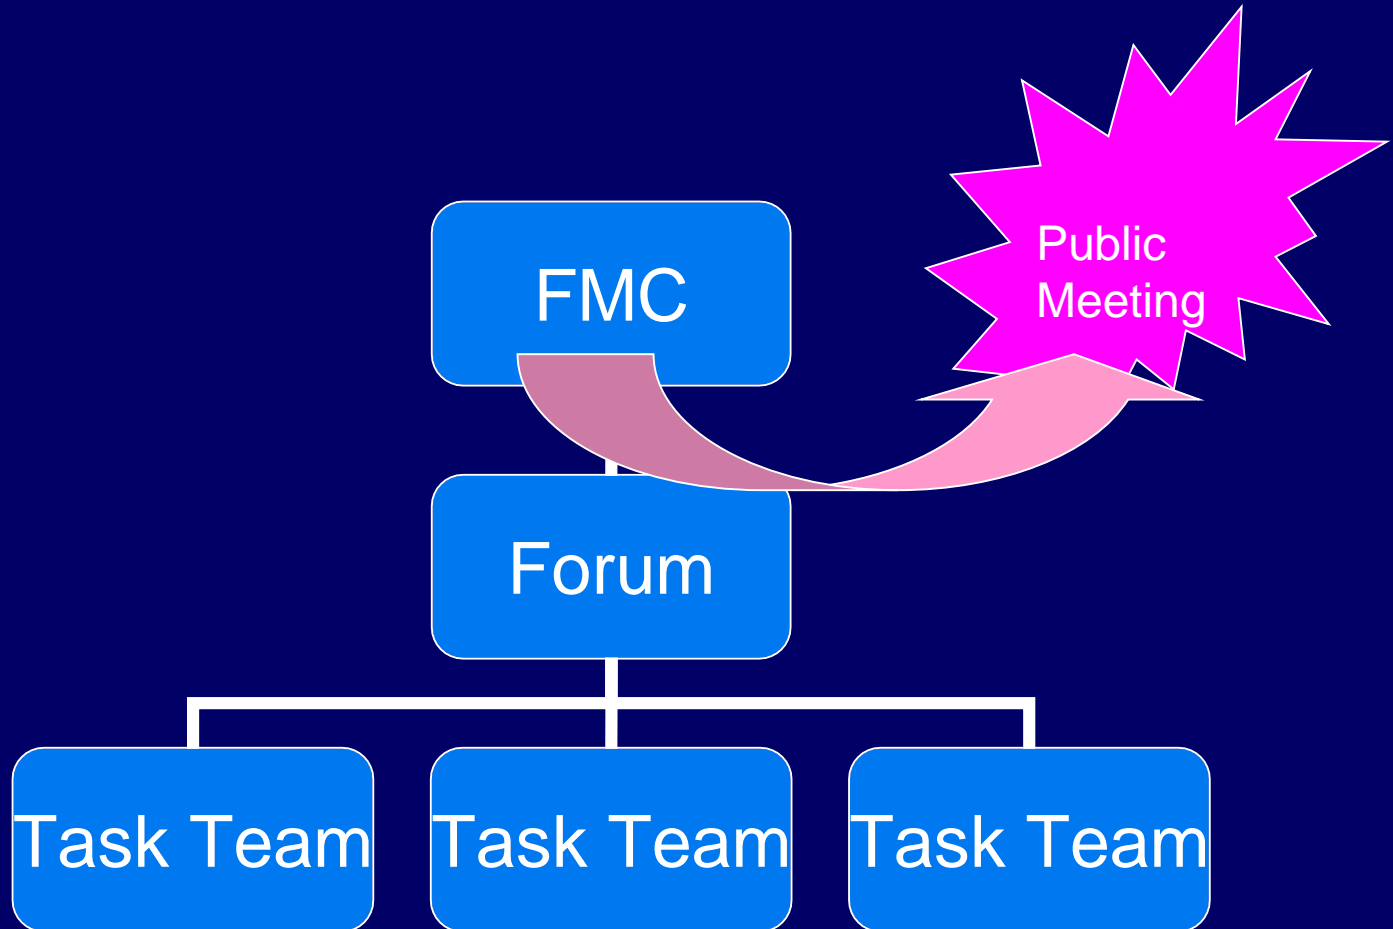 Public
Meeting
FMC
Forum
Task Team
Task Team
Task Team